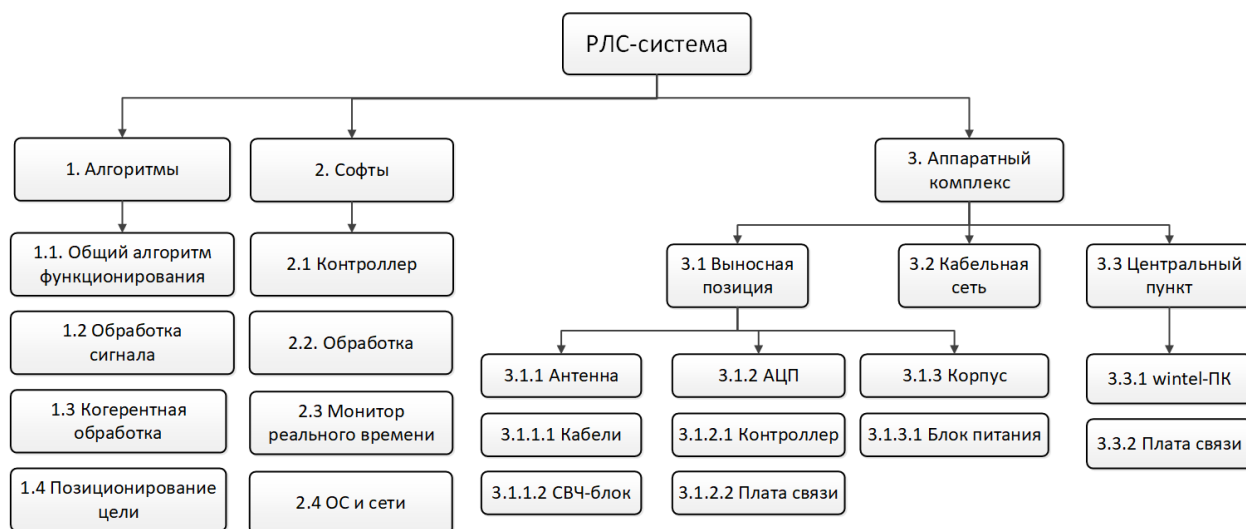 РЛС-система
1. Алгоритмы
2. Софты
3. Аппаратный
комплекс
1.1. Общий алгоритм
функционирования
1.2 Обработка
сигнала
1.3 Когерентная
обработка
1.4 Позиционирование
цели
2.1 Контроллер
2.2. Обработка
2.3 Монитор
реального времени
2.4 ОС и сети
3.1 Выносная
позиция
3.2 Кабельная
сеть
3.3 Центральный
пункт
3.1.1 Антенна
3.1.1.1 Кабели
3.1.1.2 СВЧ-блок
3.1.2 АЦП
3.1.2.1 Контроллер
3.1.2.2 Плата связи
3.1.3 Корпус
3.1.3.1 Блок питания
3.3.1 wintel-ПК
3.3.2 Плата связи